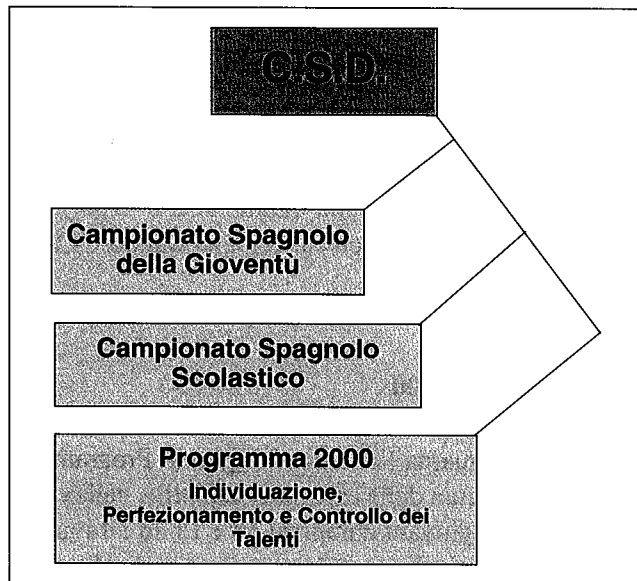 C.S.D.
Campionato Spagnolo
della Gioventù
Campionato Spagnolo
Scolastico
Programma 2000
Individuazione,
Perfezionamento e Controllo dei
Talenti